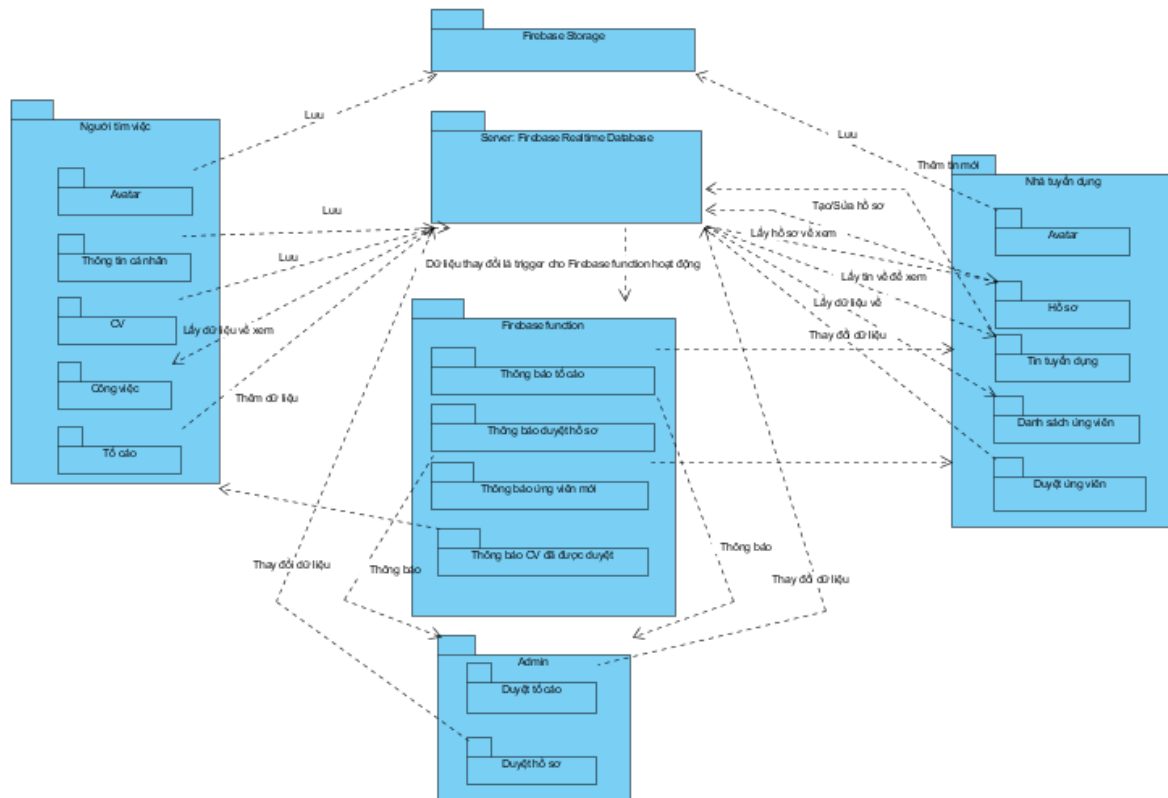 Firebase Storage
Người tìm việc
Lưu
Server: Firebase Realtime Database
Lưu
Thêm tin mới
Nhà tuyển dụng
Avatar
Lưu
Tạo/Sửa hồ sơ
Avatar
Lấy hồ sơ về xem
Thông tin cá nhân
Lưu
Dữ liệu thay đổi là trigger cho Firebase function hoạt động
Lấy tin về để xem
Hồ sơ
CV
Lấy dữ liệu về xem
Firebase function
Lấy dữ liệu về
Thay đổi dữ liệu
Tin tuyển dụng
Công việc
Thêm dữ liệu
Thông báo tố cáo
Danh sách ứng viên
Tố cáo
Thông báo duyệt hồ sơ
Thông báo ứng viên mới
Duyệt ứng viên
Thông báo CV đã được duyệt
Thông báo
Thay đổi dữ liệu
Thông báo
Thay đổi dữ liệu
Admin
Duyệt tố cáo
Duyệt hồ sơ